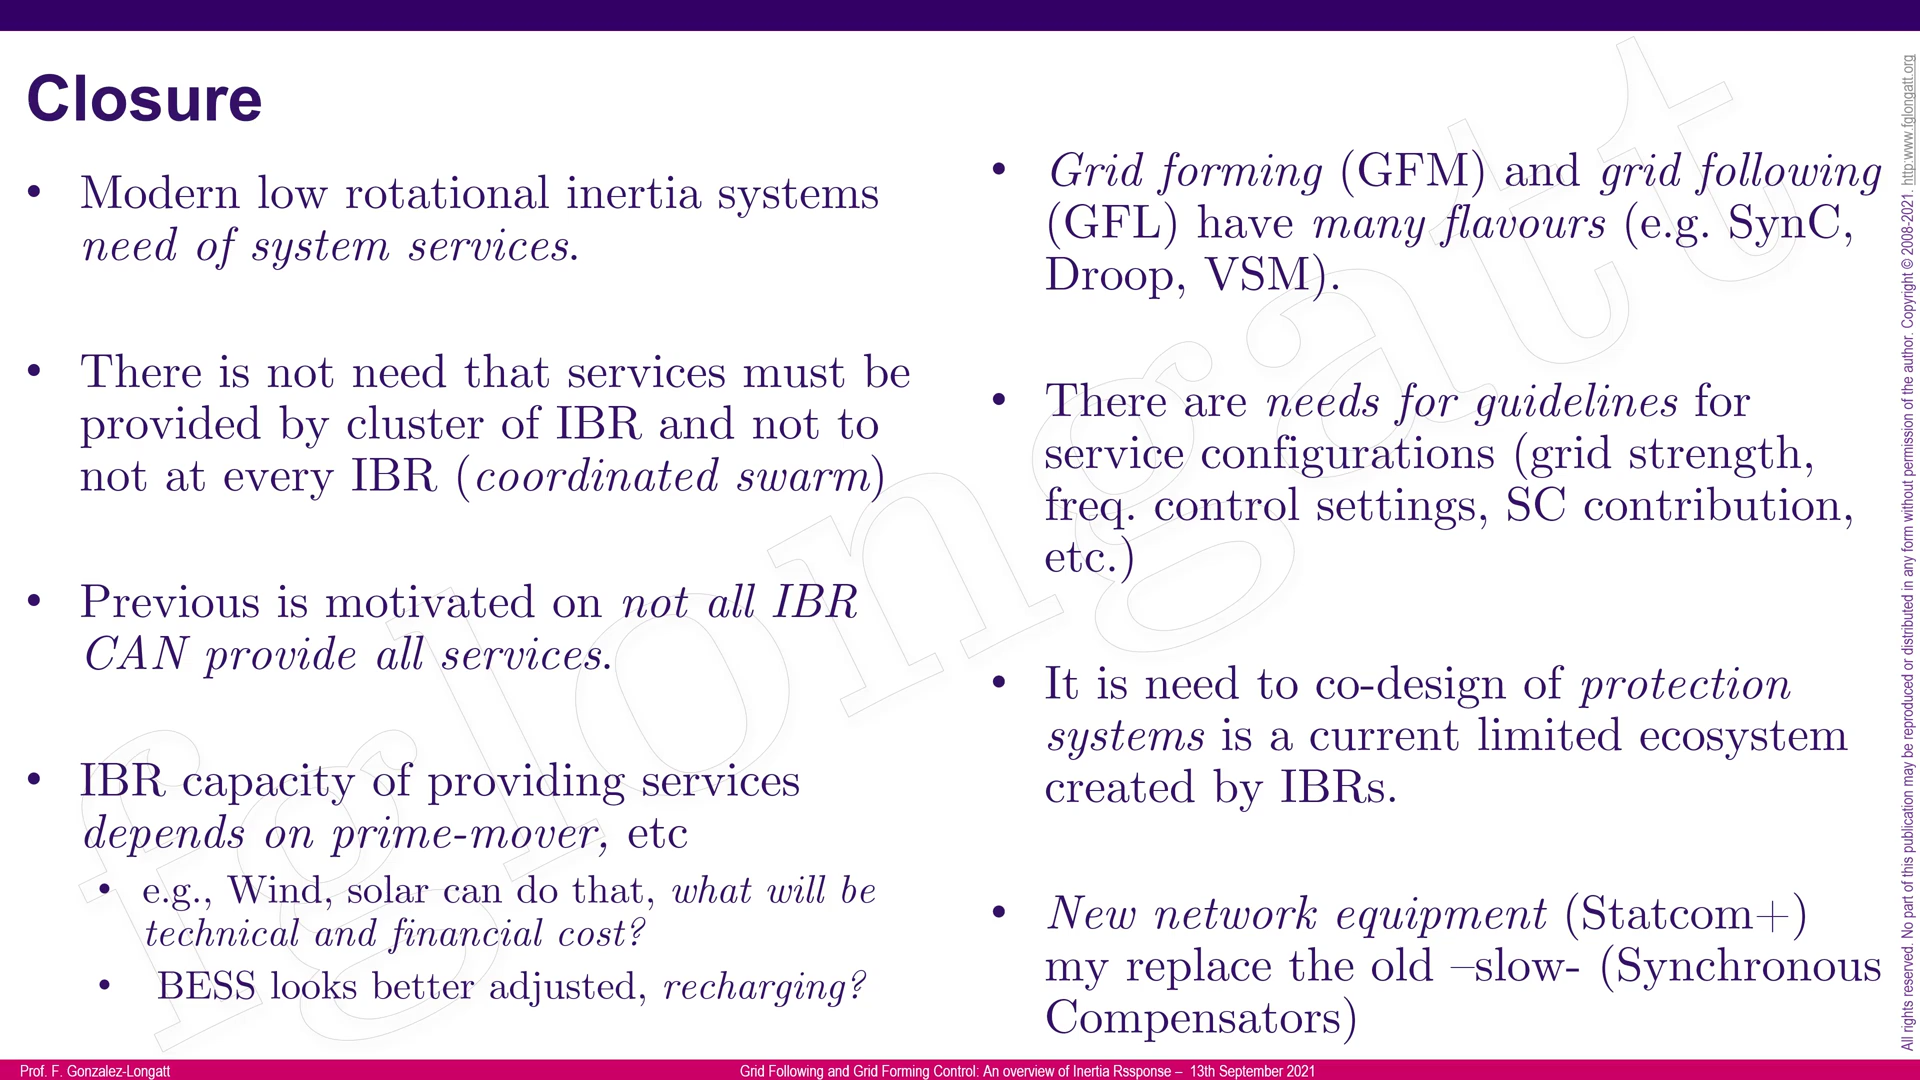 Closure
• Modern low rotational inertia systems
need of system services.
• There is not need that services must be
provided by cluster of IBR and not to
not at every IBR (coordinated swarm)
• Previous is motivated on not all IBR
CAN provide all services.
• IBR capacity of providing services
depends on prime-mover, etc
• e.g., Wind, solar can do that, what will be
technical and financial cost?
• BESS looks better adjusted, recharging?
• Grid forming (GFM) and grid following
(GFL) have many flavours (e.g. SynC,
Droop, VSM).
• There are needs for guidelines for
service configurations (grid strength,
freq. control settings, SC contribution,
etc.)
• It is need to co-design of protection
systems is a current limited ecosystem
created by IBRs.
• New network equipment (Statcom+)
my replace the old –slow- (Synchronous
Compensators)
fglongatt
All rights reserved. No part of this publication may be reproduced or distributed in any form without permission of the author. Copyright © 2008-2021. http:www.fglongatt.org
Prof. F. Gonzalez-Longatt
Grid Following and Grid Forming Control: An overview of Inertia Rssponse – 13th September 2021